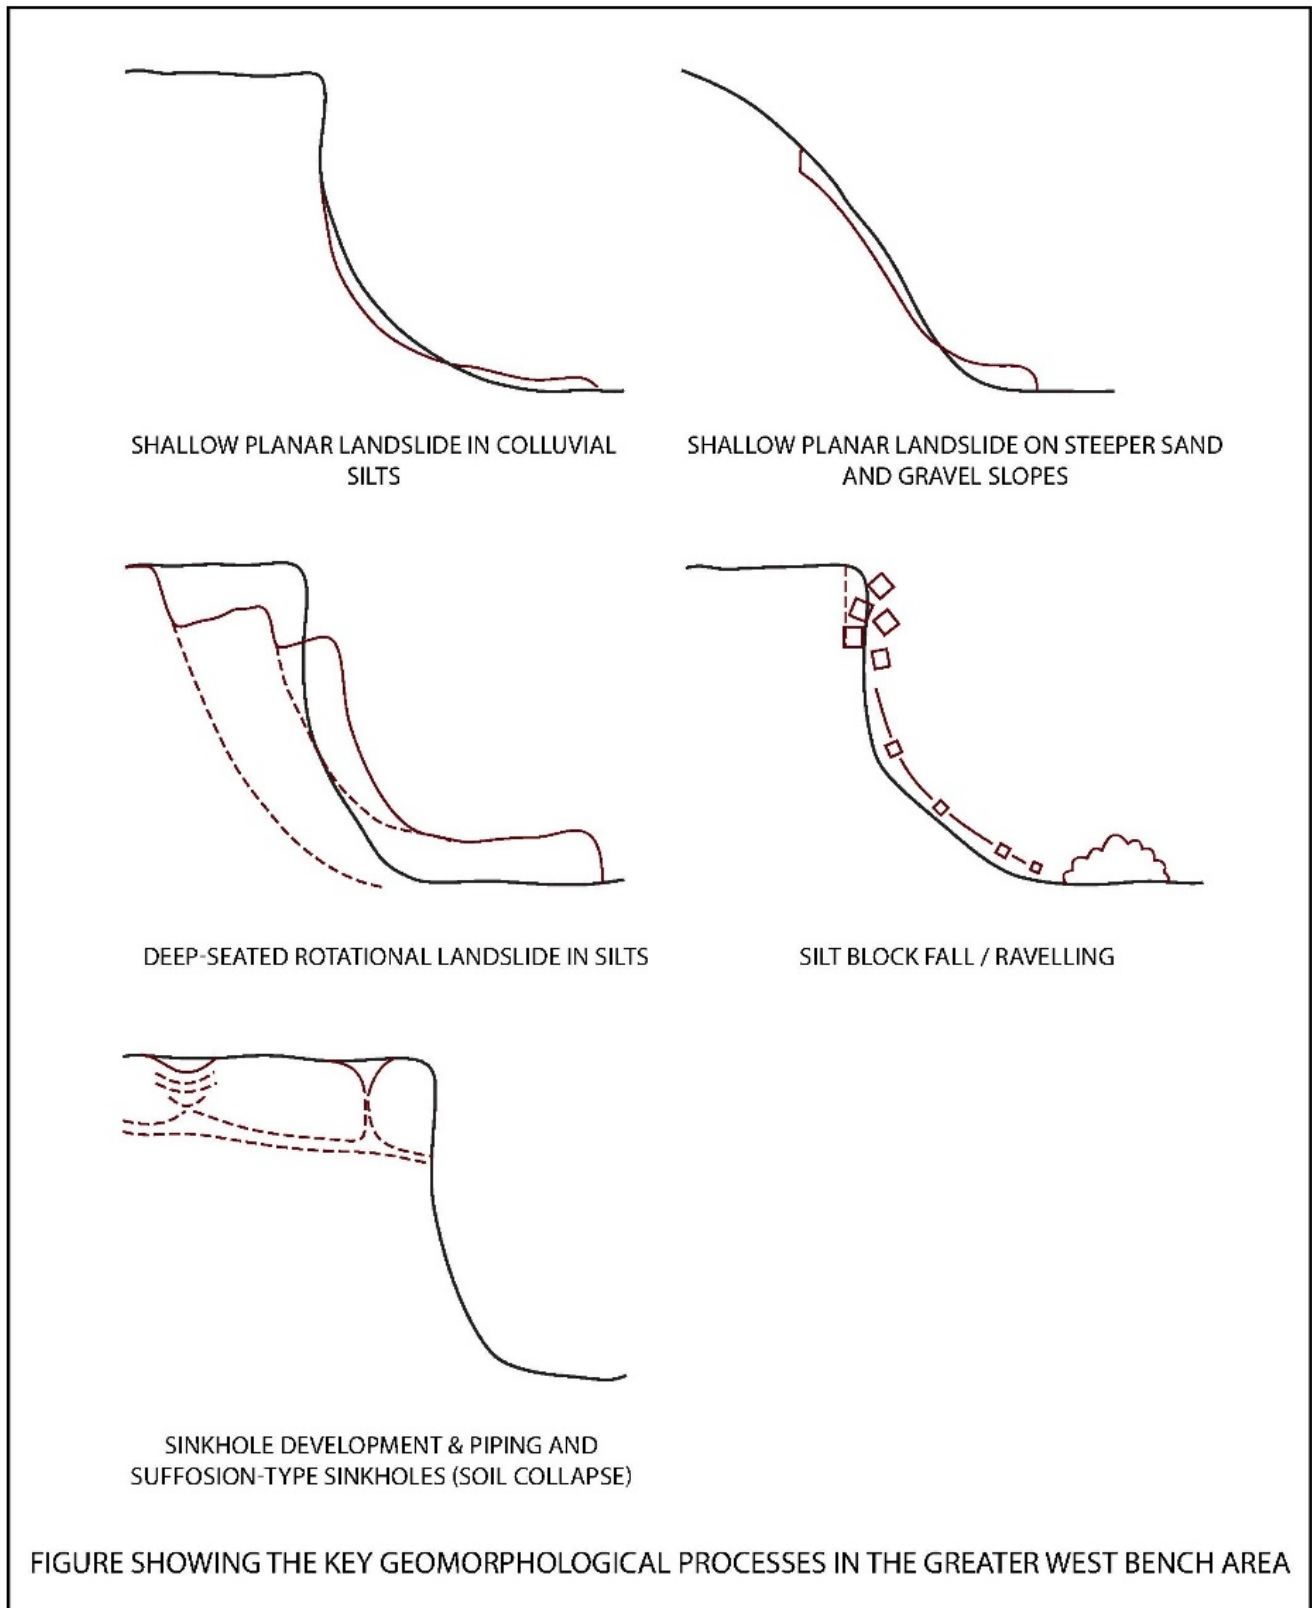 SHALLOW PLANAR LANDSLIDE IN COLLUVIAL
SILTS
SHALLOW PLANAR LANDSLIDE ON STEEPER SAND
AND GRAVEL SLOPES
DEEP-SEATED ROTATIONAL LANDSLIDE IN SILTS
SILT BLOCK FALL / RAVELLING
SINKHOLE DEVELOPMENT & PIPING AND
SUFFOSION-TYPE SINKHOLES (SOIL COLLAPSE)
FIGURE SHOWING THE KEY GEOMORPHOLOGICAL PROCESSES IN THE GREATER WEST BENCH AREA